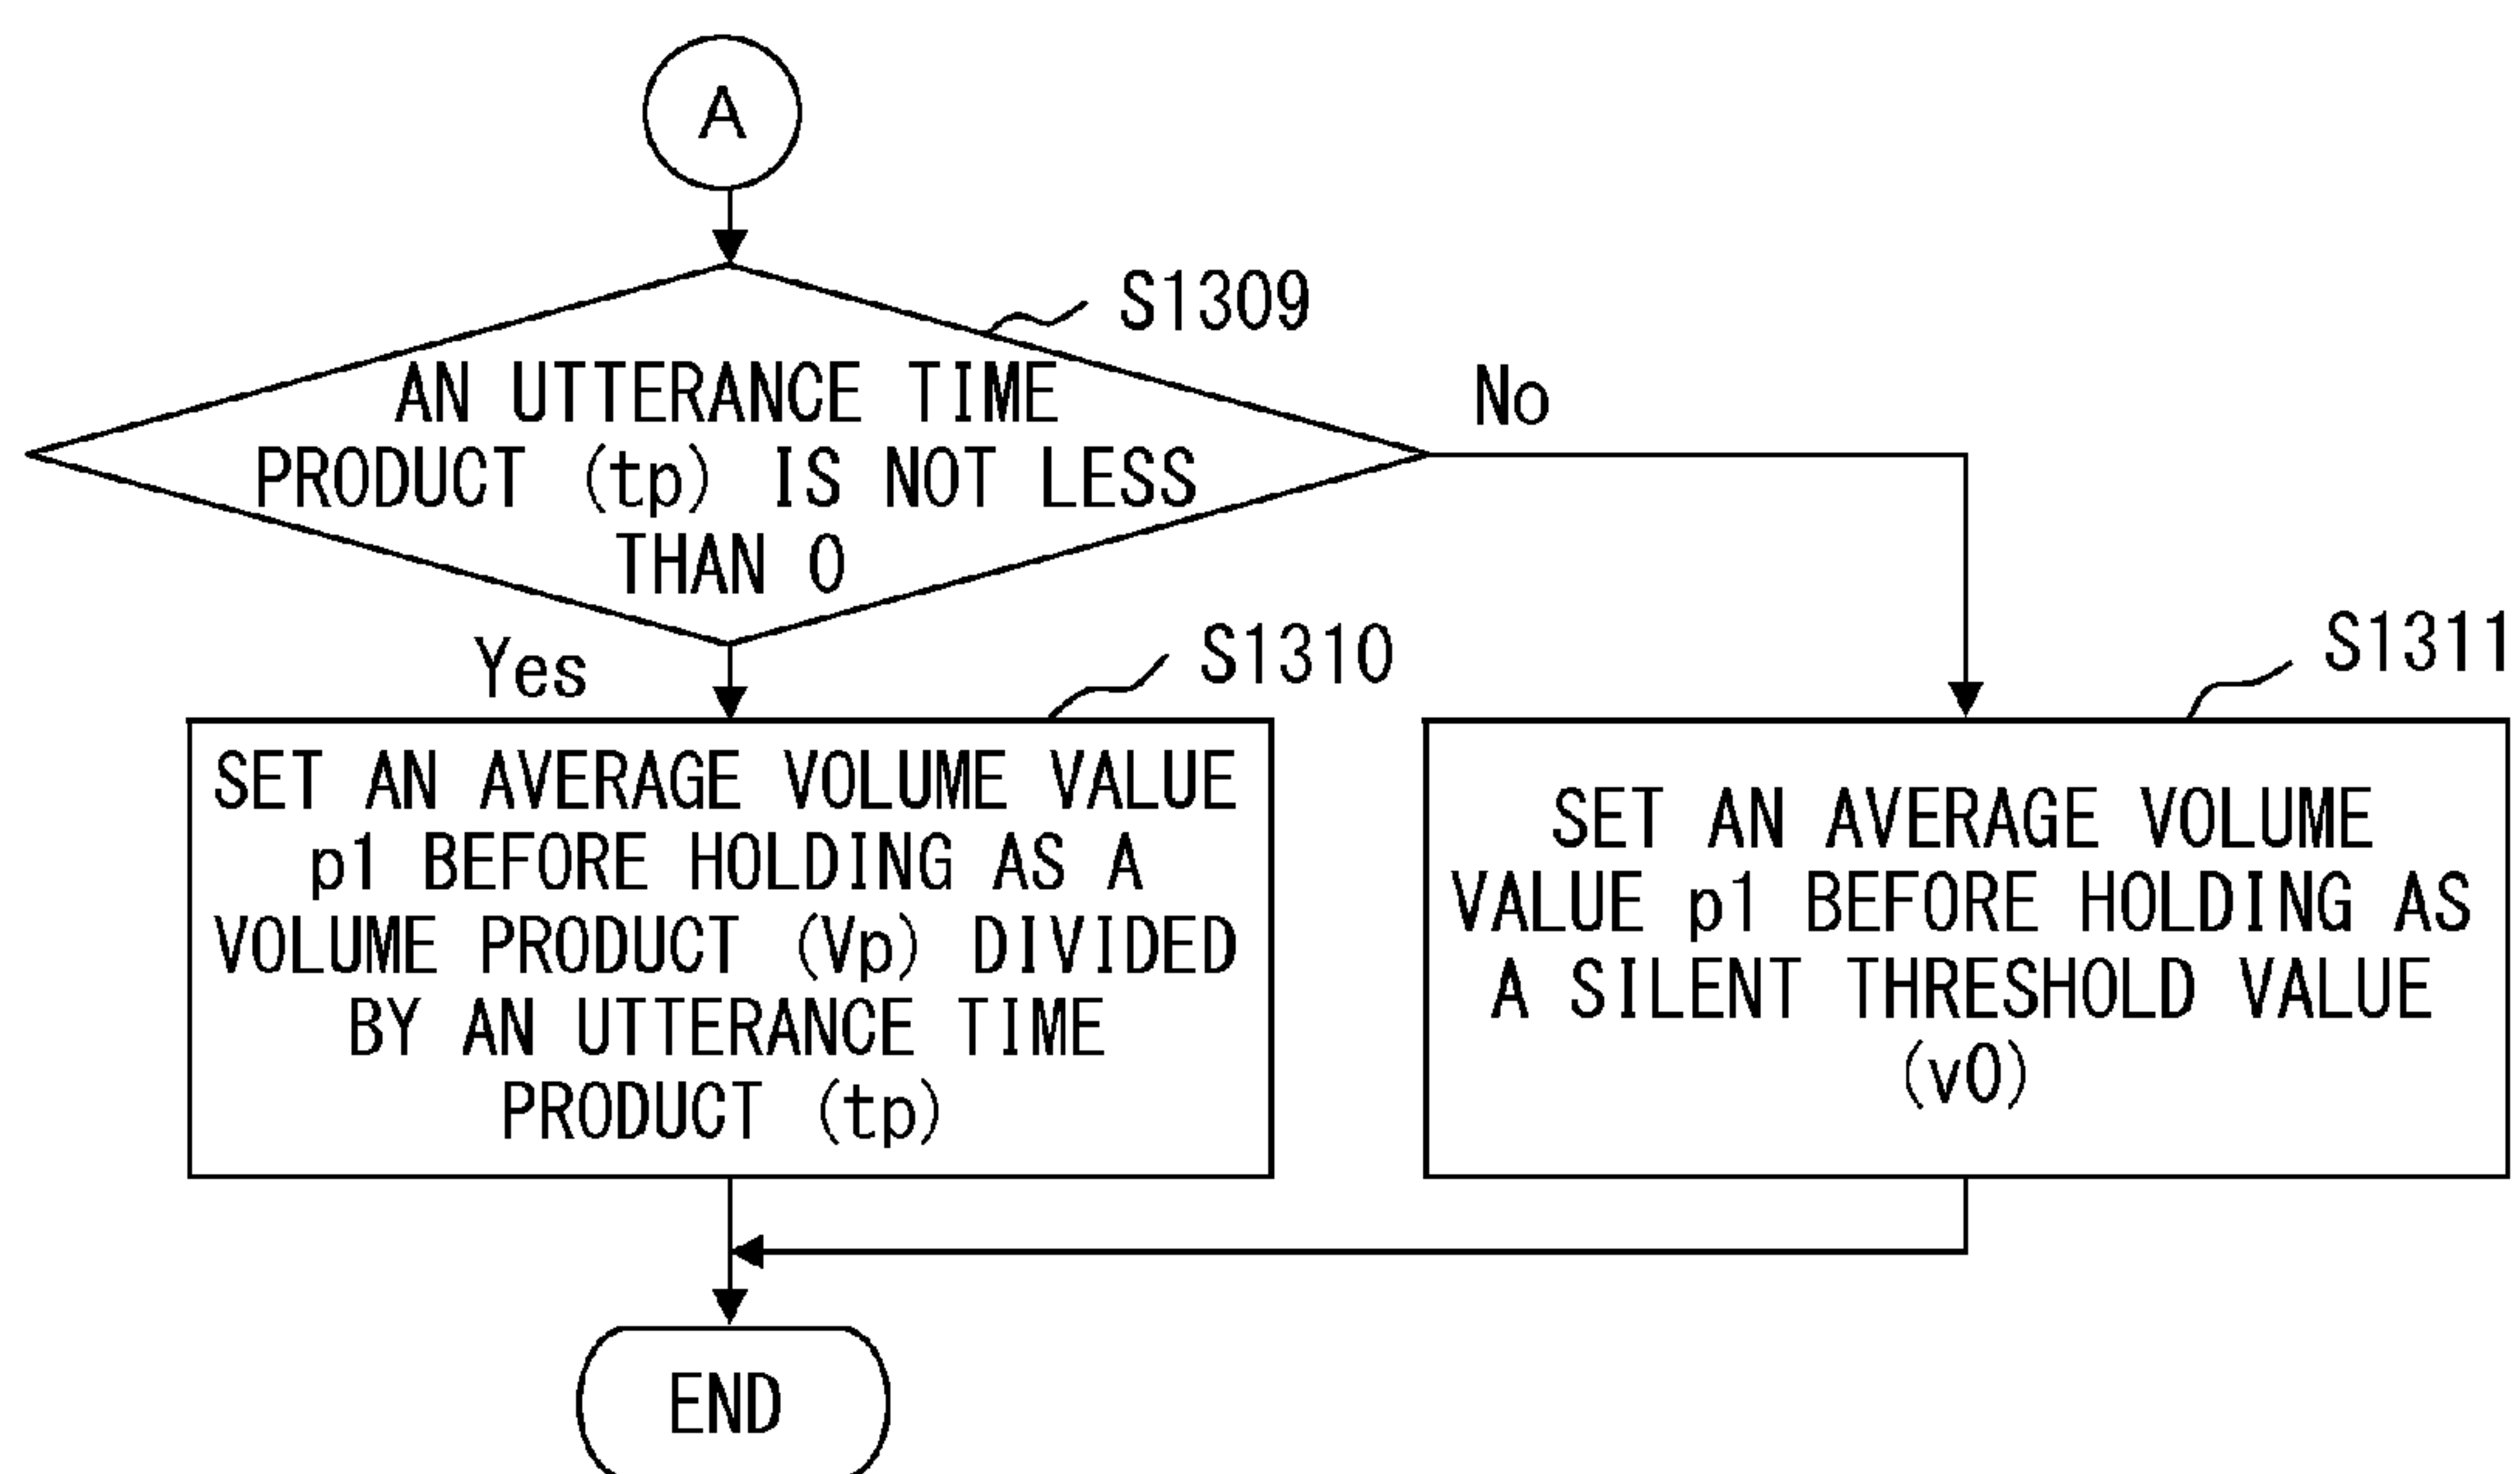 A
S1309
AN UTTERANCE TIME
PRODUCT (tp) IS NOT LESS
THAN 0
No
Yes
S1310
SET AN AVERAGE VOLUME VALUE
p1 BEFORE HOLDING AS A
VOLUME PRODUCT (Vp) DIVIDED
BY AN UTTERANCE TIME
PRODUCT (tp)
S1311
SET AN AVERAGE VOLUME
VALUE p1 BEFORE HOLDING AS
A SILENT THRESHOLD VALUE
(v0)
END